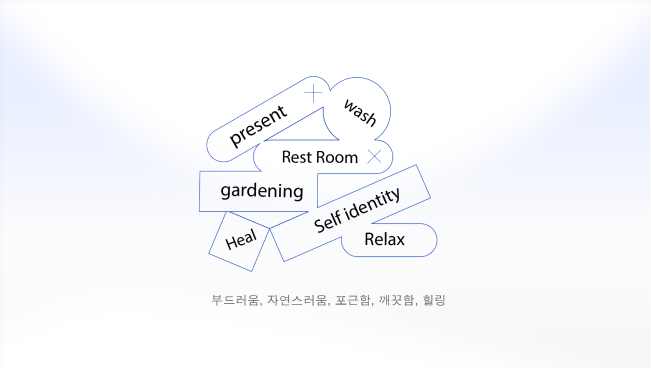 present
wash
Rest Room
gardening
Self identity
Heal
Relax
부드러움, 자연스러움, 포근함, 깨끗함, 힐링